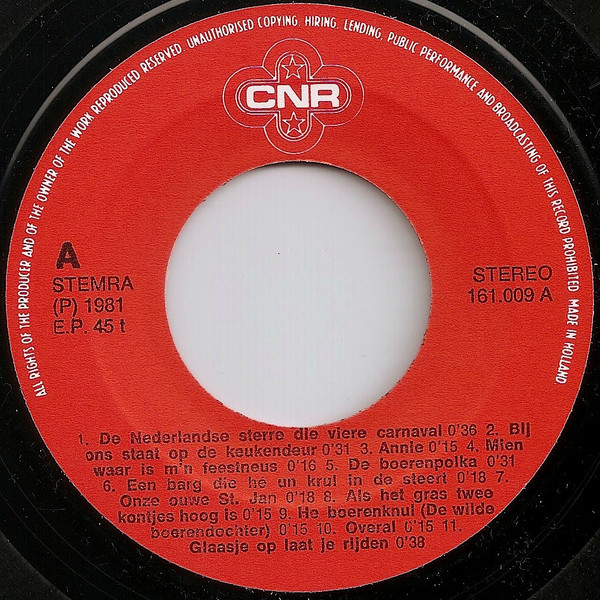 ALL RIGHTS OF THE PRODUCER AND OF THE OWNER OF THE WORK REPRODUCED RESERVED. UNAUTHORISED COPYING, HIRING, LENDING, PUBLIC PERFORMANCE AND BROADCASTING OF THIS RECORD PROHIBITED MADE IN HOLLAND
CNR
A
STEMRA
(P) 1981
E.P. 45 t
STEREO
161.009 A
1. De Nederlandse sterre die viere carnaval 0'36 2. Bij
ons staat op de keukendeur 0'31 3. Annie 0'15 4. Mien
waar is m'n feestneus 0'16 5. De boerenpolka 0'31
6. Een barg die hé un krul in de steert 0'18 7.
Onze ouwe St. Jan 0'18 8. Als het gras twee
kontjes hoog is 0'15 9. He boerenknul (De wilde
boerendochter) 0'15 10. Overal 0'15 11.
Glaasje op laat je rijden 0'38